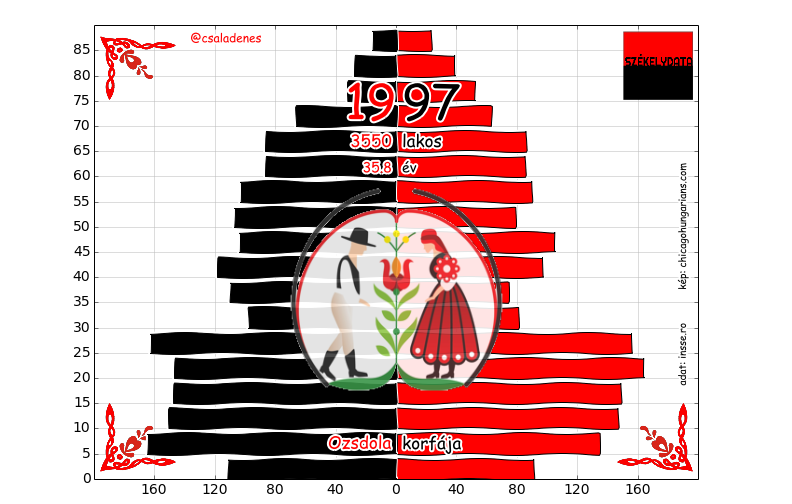 @csaladenes
SZÉKELYDATA
1997
3550 lakos
35.8 év
kép: chicagohungarians.com
adat: insse.ro
Ozsdola korfája
85
80
75
70
65
60
55
50
45
40
35
30
25
20
15
10
5
0
160 120 80 40 0 40 80 120 160